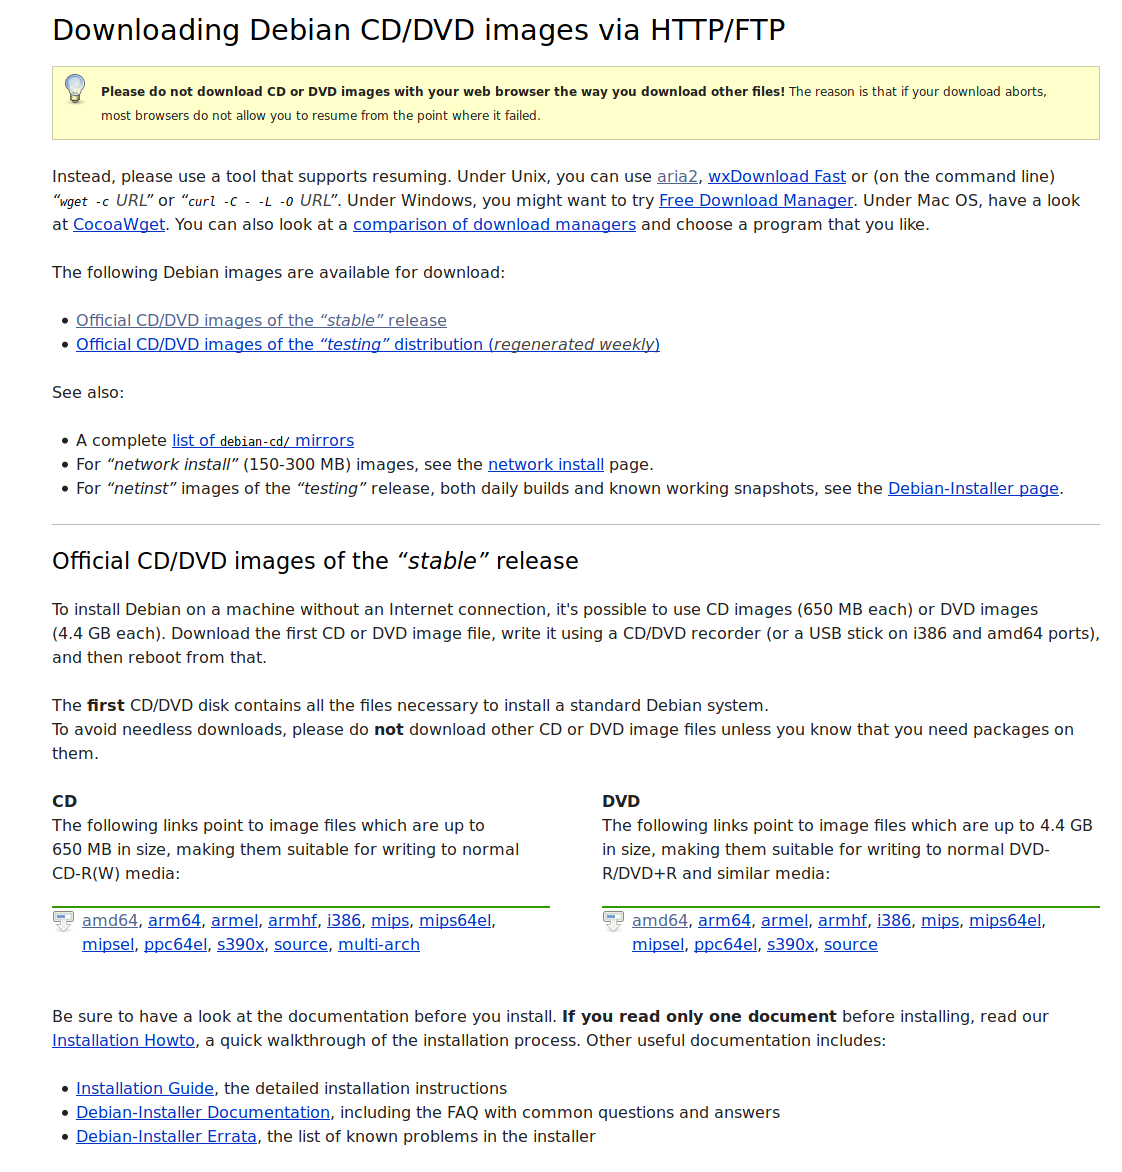 Downloading Debian CD/DVD images via HTTP/FTP
Please do not download CD or DVD images with your web browser the way you download other files! The reason is that if your download aborts,
most browsers do not allow you to resume from the point where it failed.
Instead, please use a tool that supports resuming. Under Unix, you can use aria2, wxDownload Fast or (on the command line)
“wget -c URL” or “curl -C - -L -O URL”. Under Windows, you might want to try Free Download Manager. Under Mac OS, have a look
at CocoaWget. You can also look at a comparison of download managers and choose a program that you like.
The following Debian images are available for download:
• Official CD/DVD images of the “stable” release
• Official CD/DVD images of the “testing” distribution (regenerated weekly)
See also:
• A complete list of debian-cd/ mirrors
• For “network install” (150-300 MB) images, see the network install page.
• For “netinst” images of the “testing” release, both daily builds and known working snapshots, see the Debian-Installer page.
Official CD/DVD images of the “stable” release
To install Debian on a machine without an Internet connection, it's possible to use CD images (650 MB each) or DVD images
(4.4 GB each). Download the first CD or DVD image file, write it using a CD/DVD recorder (or a USB stick on i386 and amd64 ports),
and then reboot from that.
The first CD/DVD disk contains all the files necessary to install a standard Debian system.
To avoid needless downloads, please do not download other CD or DVD image files unless you know that you need packages on
them.
CD
The following links point to image files which are up to
650 MB in size, making them suitable for writing to normal
CD-R(W) media:
amd64, arm64, armel, armhf, i386, mips, mips64el,
mipsel, ppc64el, s390x, source, multi-arch
DVD
The following links point to image files which are up to 4.4 GB
in size, making them suitable for writing to normal DVD-
R/DVD+R and similar media:
amd64, arm64, armel, armhf, i386, mips, mips64el,
mipsel, ppc64el, s390x, source
Be sure to have a look at the documentation before you install. If you read only one document before installing, read our
Installation Howto, a quick walkthrough of the installation process. Other useful documentation includes:
• Installation Guide, the detailed installation instructions
• Debian-Installer Documentation, including the FAQ with common questions and answers
• Debian-Installer Errata, the list of known problems in the installer